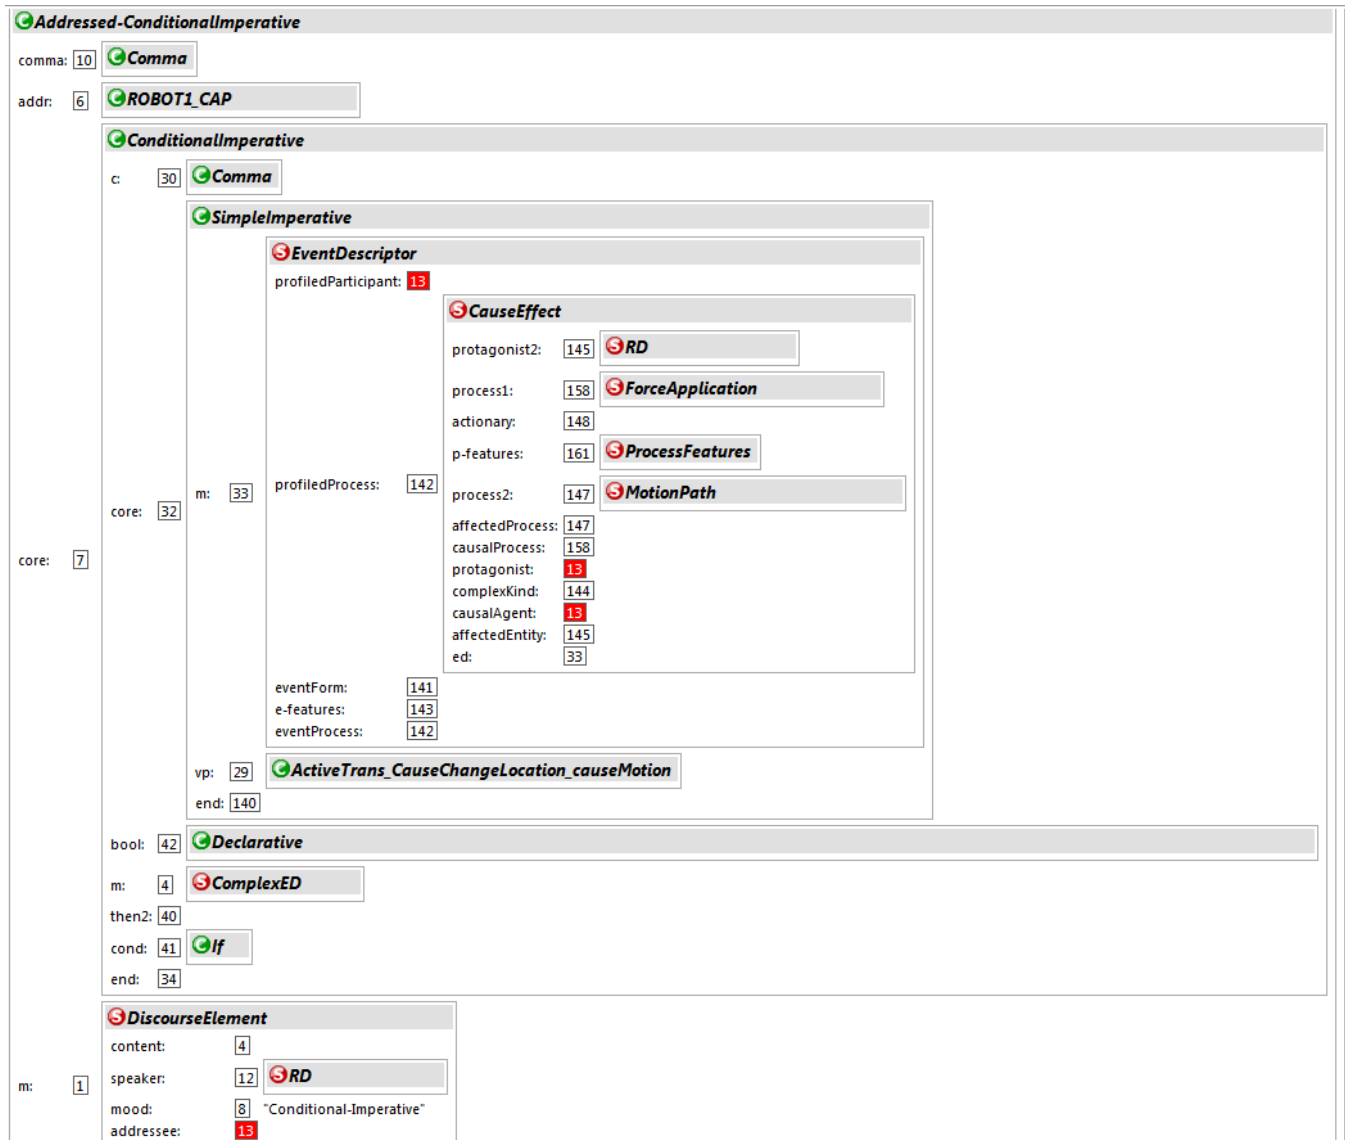 Addressed-ConditionalImperative
comma: 10 Comma
addr: 6 ROBOT1_CAP
ConditionalImperative
c: 30 Comma
SimpleImperative
EventDescriptor
profiledParticipant: 13
CauseEffect
protagonist2: 145 RD
process1: 158 ForceApplication
actionary: 148
p-features: 161 ProcessFeatures
m: 33 profiledProcess: 142
process2: 147 MotionPath
core: 32
affectedProcess: 147
causalProcess: 158
core: 7
protagonist: 13
complexKind: 144
causalAgent: 13
affectedEntity: 145
ed: 33
eventForm: 141
e-features: 143
eventProcess: 142
vp: 29 ActiveTrans_CauseChangeLocation_causeMotion
end: 140
bool: 42 Declarative
m: 4 ComplexED
then2: 40
cond: 41 If
end: 34
DiscourseElement
content: 4
speaker: 12 RD
m: 1
mood: 8 "Conditional-Imperative"
addressee: 13